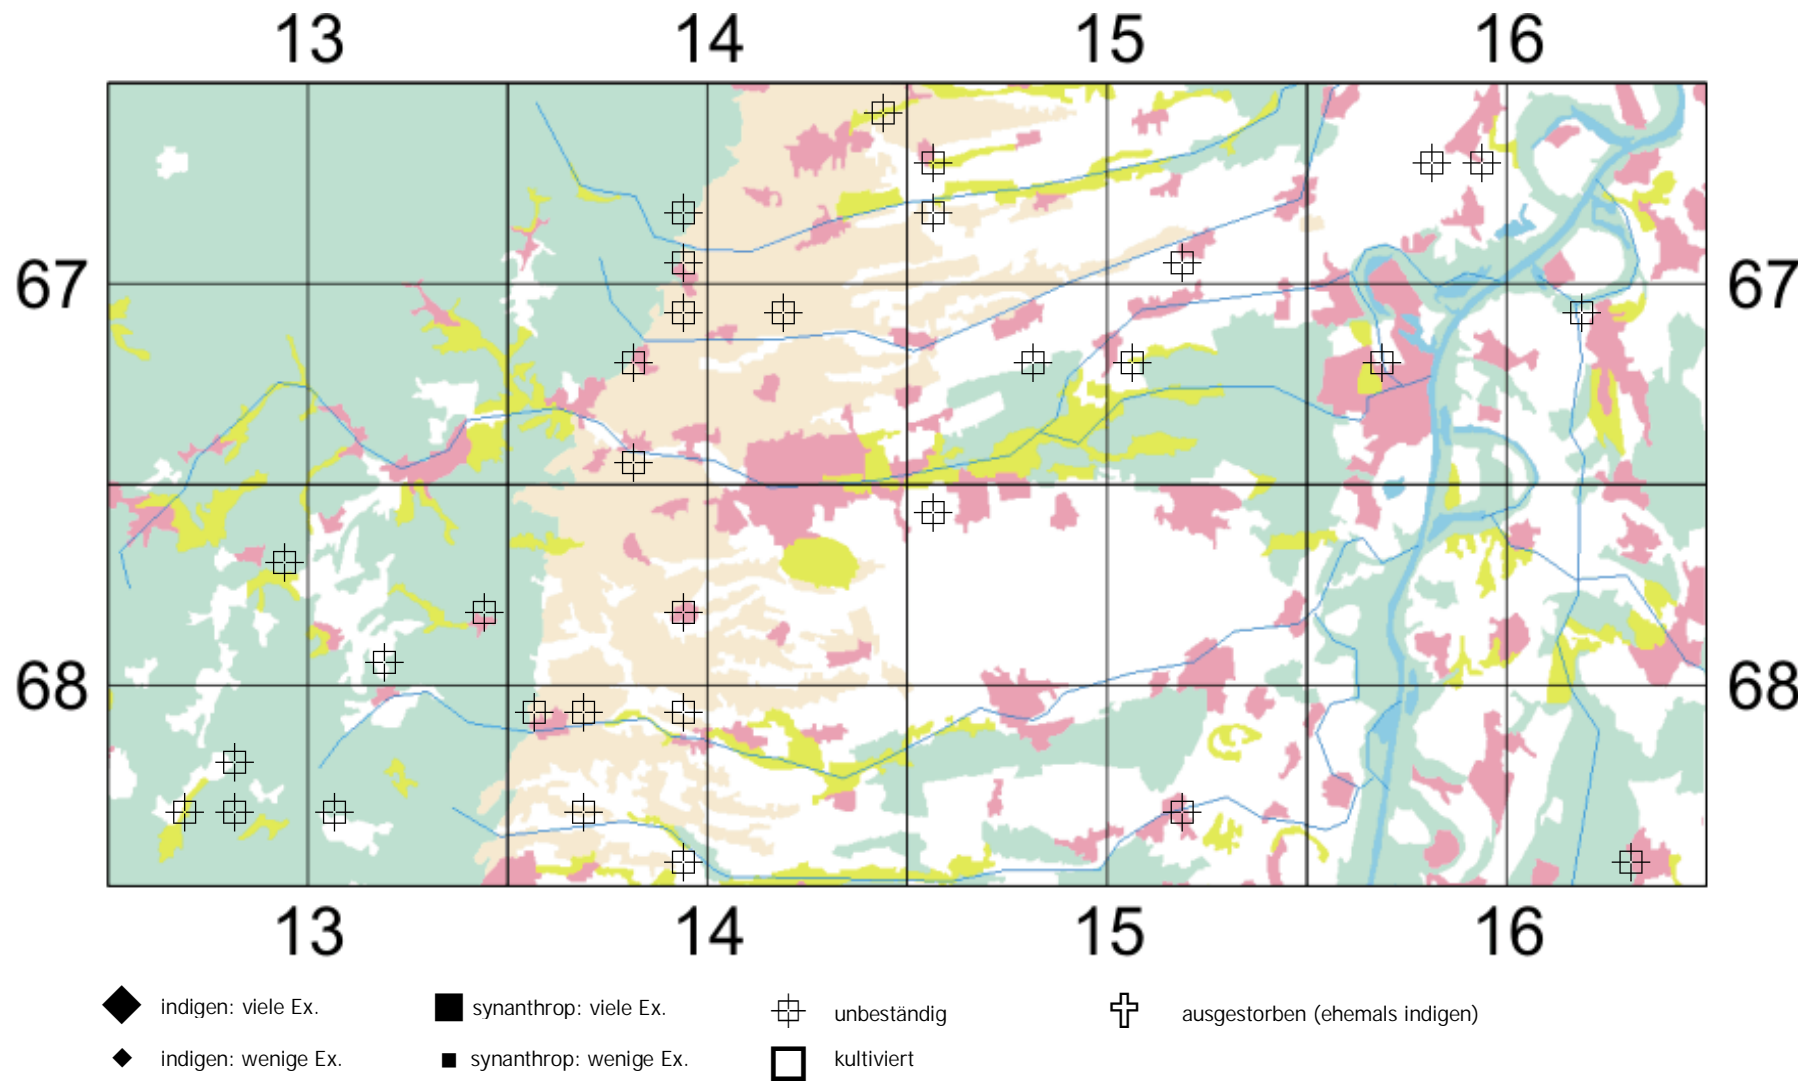 13 14 15 16
67 67
68 68
13 14 15 16
indigen: viele Ex. synanthrop: viele Ex. unbeständig ausgestorben (ehemals indigen)
indigen: wenige Ex. synanthrop: wenige Ex. kultiviert